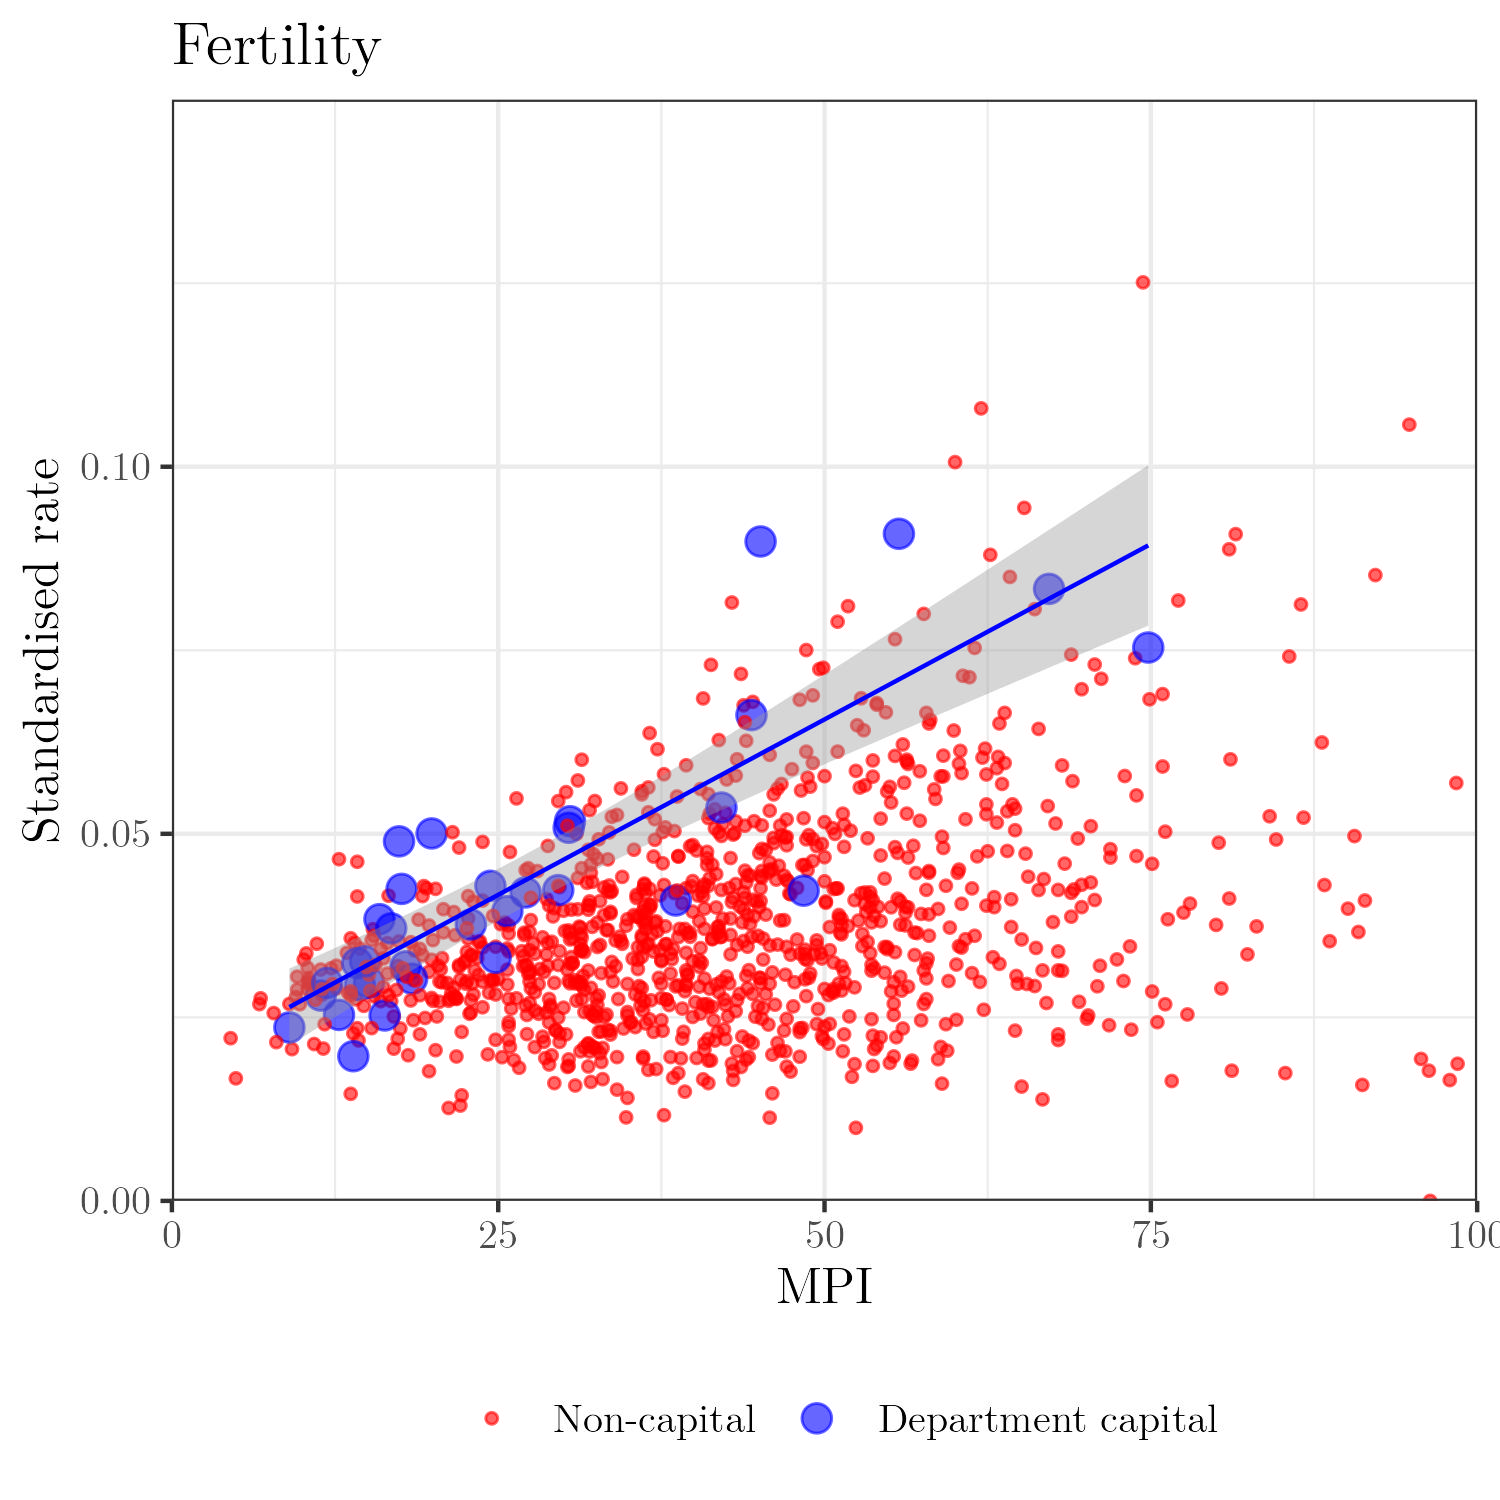 Fertility
Standardised rate
0.10
0.05
0.00
0 25 50 75 100
MPI
Non-capital Department capital